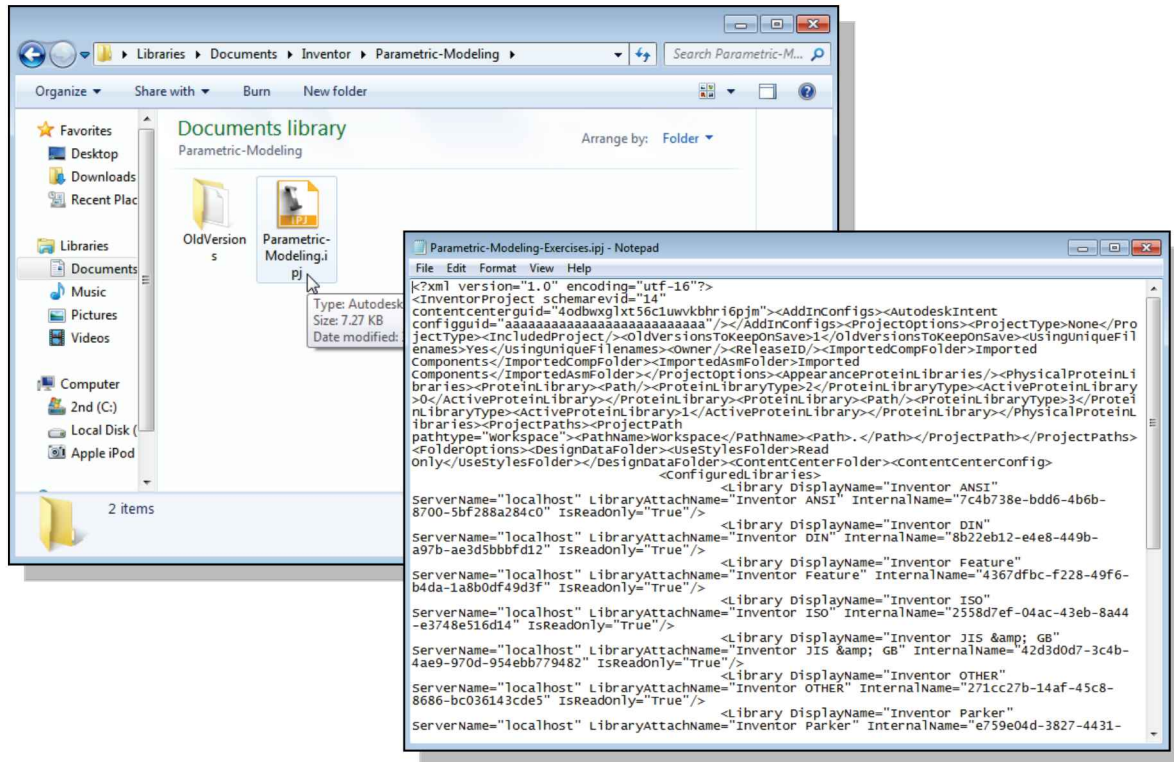 Libraries ▸ Documents ▸ Inventor ▸ Parametric-Modeling ▸
Search Parametric-M...
Organize ▾ Share with ▾ Burn New folder
Favorites
Desktop
Downloads
Recent Plac
Libraries
Documents
Music
Pictures
Videos
Computer
2nd (C:)
Local Disk (
Apple iPod
Documents library
Parametric-Modeling
Arrange by: Folder ▾
OldVersion
s
IPJ
Parametric-
Modeling.i
pj
Type: Autodesk
Size: 7.27 KB
Date modified:
2 items
Parametric-Modeling-Exercises.ipj - Notepad
File Edit Format View Help
<?xml version="1.0" encoding="utf-16"?>
<InventorProject schemarevid="14"
contentcenterguid="4odbwxglxt56c1uwvkbhri6pjm"><AddInConfigs><AutodeskIntent
configguid="aaaaaaaaaaaaaaaaaaaaaaaaaa"/></AddInConfigs><ProjectOptions><ProjectType>None</Pro
jectType><IncludedProject/><OldVersionsToKeepOnSave>1</OldVersionsToKeepOnSave><UsingUniqueFil
enames>Yes</UsingUniqueFilenames><Owner/><ReleaseID/><ImportedCompFolder>Imported
Components</ImportedCompFolder><ImportedAsmFolder>Imported
Components</ImportedAsmFolder></ProjectOptions><AppearanceProteinLibraries/><PhysicalProteinLi
braries><ProteinLibrary><Path/><ProteinLibraryType>2</ProteinLibraryType><ActiveProteinLibrary
>0</ActiveProteinLibrary></ProteinLibrary><ProteinLibrary><Path/><ProteinLibraryType>3</Protei
nLibraryType><ActiveProteinLibrary>1</ActiveProteinLibrary></ProteinLibrary></PhysicalProteinL
ibraries><ProjectPaths><ProjectPath
pathtype="Workspace"><PathName>Workspace</PathName><Path>.</Path></ProjectPath></ProjectPaths>
<FolderOptions><DesignDataFolder><UseStylesFolder>Read
Only</UseStylesFolder></DesignDataFolder><ContentCenterFolder><ContentCenterConfig>
<ConfiguredLibraries>
<Library DisplayName="Inventor ANSI"
ServerName="localhost" LibraryAttachName="Inventor ANSI" InternalName="7c4b738e-bdd6-4b6b-
8700-5bf288a284c0" IsReadOnly="True"/>
<Library DisplayName="Inventor DIN"
ServerName="localhost" LibraryAttachName="Inventor DIN" InternalName="8b22eb12-e4e8-449b-
a97b-ae3d5bbbfd12" IsReadOnly="True"/>
<Library DisplayName="Inventor Feature"
ServerName="localhost" LibraryAttachName="Inventor Feature" InternalName="4367dfbc-f228-49f6-
b4da-1a8b0df49d3f" IsReadOnly="True"/>
<Library DisplayName="Inventor ISO"
ServerName="localhost" LibraryAttachName="Inventor ISO" InternalName="2558d7ef-04ac-43eb-8a44
-e3748e516d14" IsReadOnly="True"/>
<Library DisplayName="Inventor JIS &amp; GB"
ServerName="localhost" LibraryAttachName="Inventor JIS &amp; GB" InternalName="42d3d0d7-3c4b-
4ae9-970d-954ebb779482" IsReadOnly="True"/>
<Library DisplayName="Inventor OTHER"
ServerName="localhost" LibraryAttachName="Inventor OTHER" InternalName="271cc27b-14af-45c8-
8686-bc036143cde5" IsReadOnly="True"/>
<Library DisplayName="Inventor Parker"
ServerName="localhost" LibraryAttachName="Inventor Parker" InternalName="e759e04d-3827-4431-